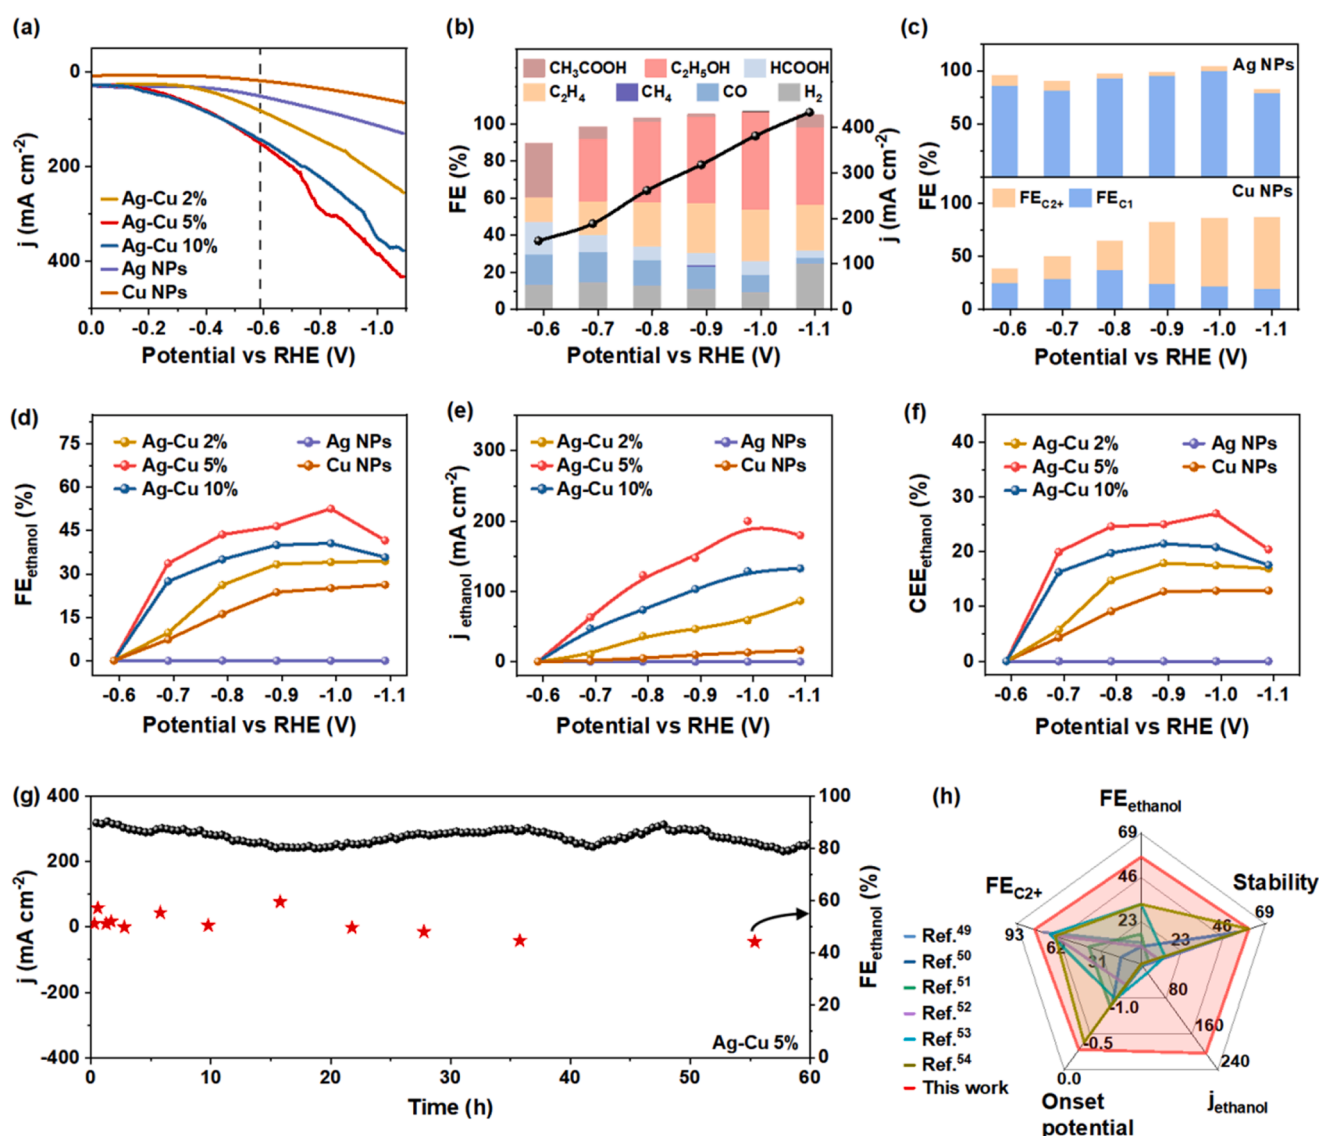 (a)
0
200
400
j (mA cm-2)
Ag-Cu 2%
Ag-Cu 5%
Ag-Cu 10%
Ag NPs
Cu NPs
0.0 -0.2 -0.4 -0.6 -0.8 -1.0
Potential vs RHE (V)
(b)
CH3COOH C2H5OH HCOOH
C2H4 CH4 CO H2
100
80
60
40
20
0
FE (%)
400
300
200
100
0
j (mA cm-2)
-0.6 -0.7 -0.8 -0.9 -1.0 -1.1
Potential vs RHE (V)
(c)
Ag NPs
100
50
FE (%)
Cu NPs
FEC2+ FEC1
100
50
0
-0.6 -0.7 -0.8 -0.9 -1.0 -1.1
Potential vs RHE (V)
(d)
Ag-Cu 2% Ag NPs
Ag-Cu 5% Cu NPs
Ag-Cu 10%
75
60
45
30
15
0
FEethanol (%)
-0.6 -0.7 -0.8 -0.9 -1.0 -1.1
Potential vs RHE (V)
(e)
Ag-Cu 2% Ag NPs
Ag-Cu 5% Cu NPs
Ag-Cu 10%
300
200
100
0
j ethanol (mA cm-2)
-0.6 -0.7 -0.8 -0.9 -1.0 -1.1
Potential vs RHE (V)
(f)
Ag-Cu 2% Ag NPs
Ag-Cu 5% Cu NPs
Ag-Cu 10%
40
30
20
10
0
CEEethanol (%)
-0.6 -0.7 -0.8 -0.9 -1.0 -1.1
Potential vs RHE (V)
(g)
400
200
0
-200
-400
j (mA cm-2)
100
80
60
40
20
0
FEethanol (%)
Ag-Cu 5%
0 10 20 30 40 50 60
Time (h)
(h)
FEethanol
69
46
23
Stability
69
46
23
FEC2+
93
62
31
80
160
240
jethanol
-1.0
-0.5
0.0
Onset
potential
Ref.49
Ref.50
Ref.51
Ref.52
Ref.53
Ref.54
This work